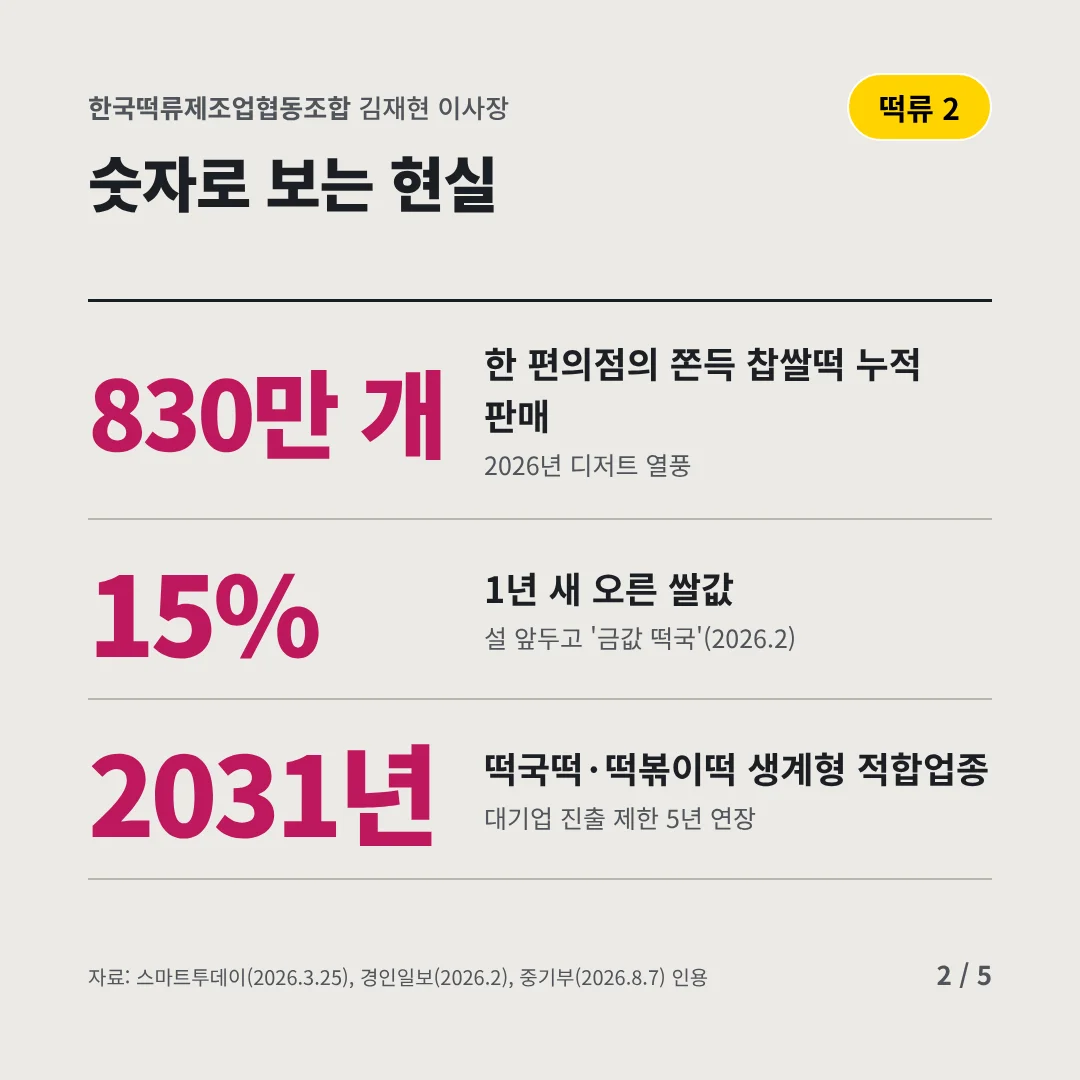 한국떡류제조업협동조합 김재현 이사장
떡류 2
숫자로 보는 현실
830만 개
한 편의점의 쫀득 찹쌀떡 누적
판매
2026년 디저트 열풍
15%
1년 새 오른 쌀값
설 앞두고 '금값 떡국'(2026.2)
2031년
떡국떡·떡볶이떡 생계형 적합업종
대기업 진출 제한 5년 연장
자료: 스마트투데이(2026.3.25), 경인일보(2026.2), 중기부(2026.8.7) 인용
2 / 5